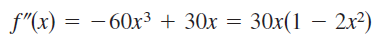 f″(x) = −60x³ + 30x = 30x(1 − 2x²)